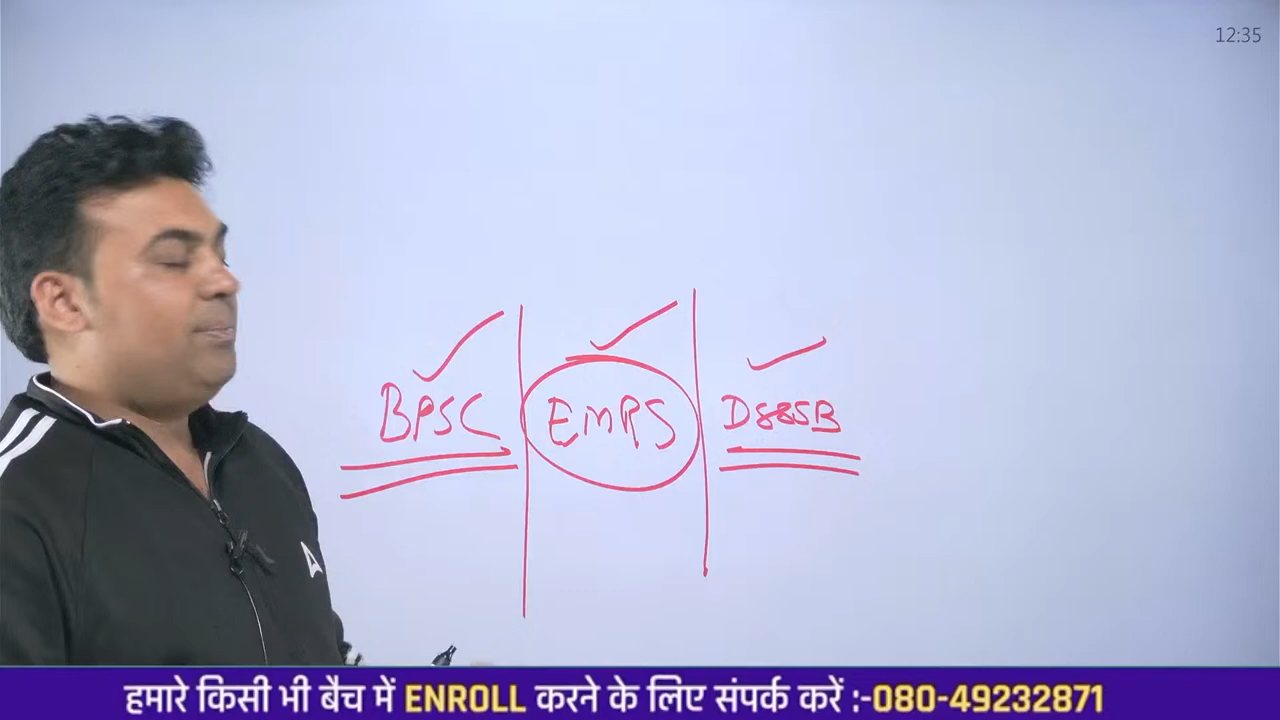 12:35
BPSC EMRS DSSSB
हमारे किसी भी बैच में ENROLL करने के लिए संपर्क करें :-080-49232871